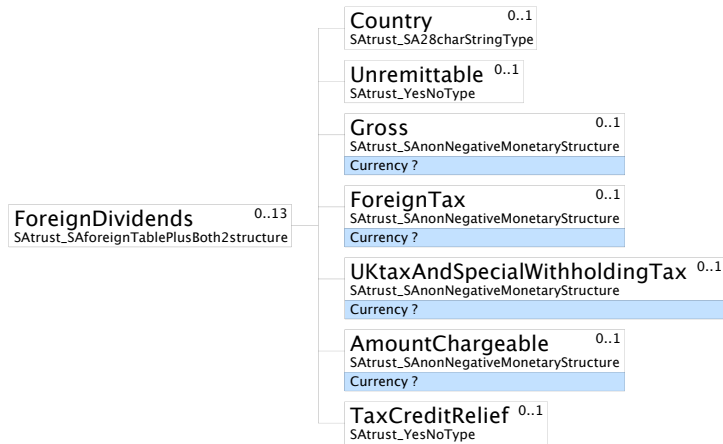 Country 0..1
SAtrust_SA28charStringType
Unremittable 0..1
SAtrust_YesNoType
Gross 0..1
SAtrust_SAnonNegativeMonetaryStructure
Currency ?
ForeignDividends 0..13
SAtrust_SAforeignTablePlusBoth2structure
ForeignTax 0..1
SAtrust_SAnonNegativeMonetaryStructure
Currency ?
UKtaxAndSpecialWithholdingTax 0..1
SAtrust_SAnonNegativeMonetaryStructure
Currency ?
AmountChargeable 0..1
SAtrust_SAnonNegativeMonetaryStructure
Currency ?
TaxCreditRelief 0..1
SAtrust_YesNoType